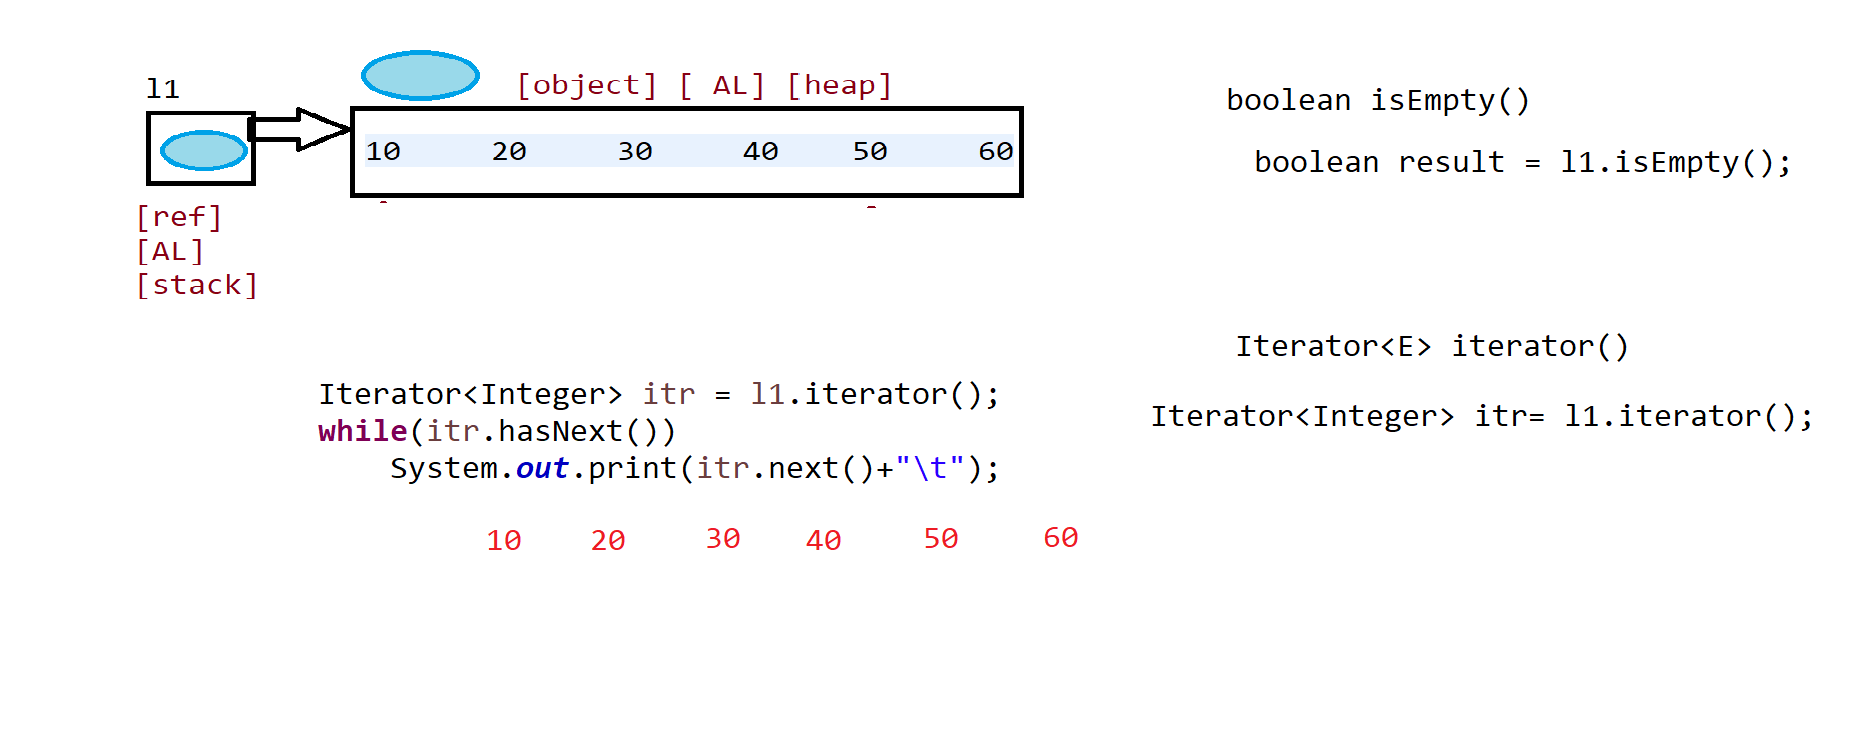 l1
[object] [ AL] [heap]
10 20 30 40 50 60
[ref]
[AL]
[stack]
boolean isEmpty()
boolean result = l1.isEmpty();
Iterator<E> iterator()
Iterator<Integer> itr= l1.iterator();
Iterator<Integer> itr = l1.iterator();
while(itr.hasNext())
System.out.print(itr.next()+"\t");
10 20 30 40 50 60